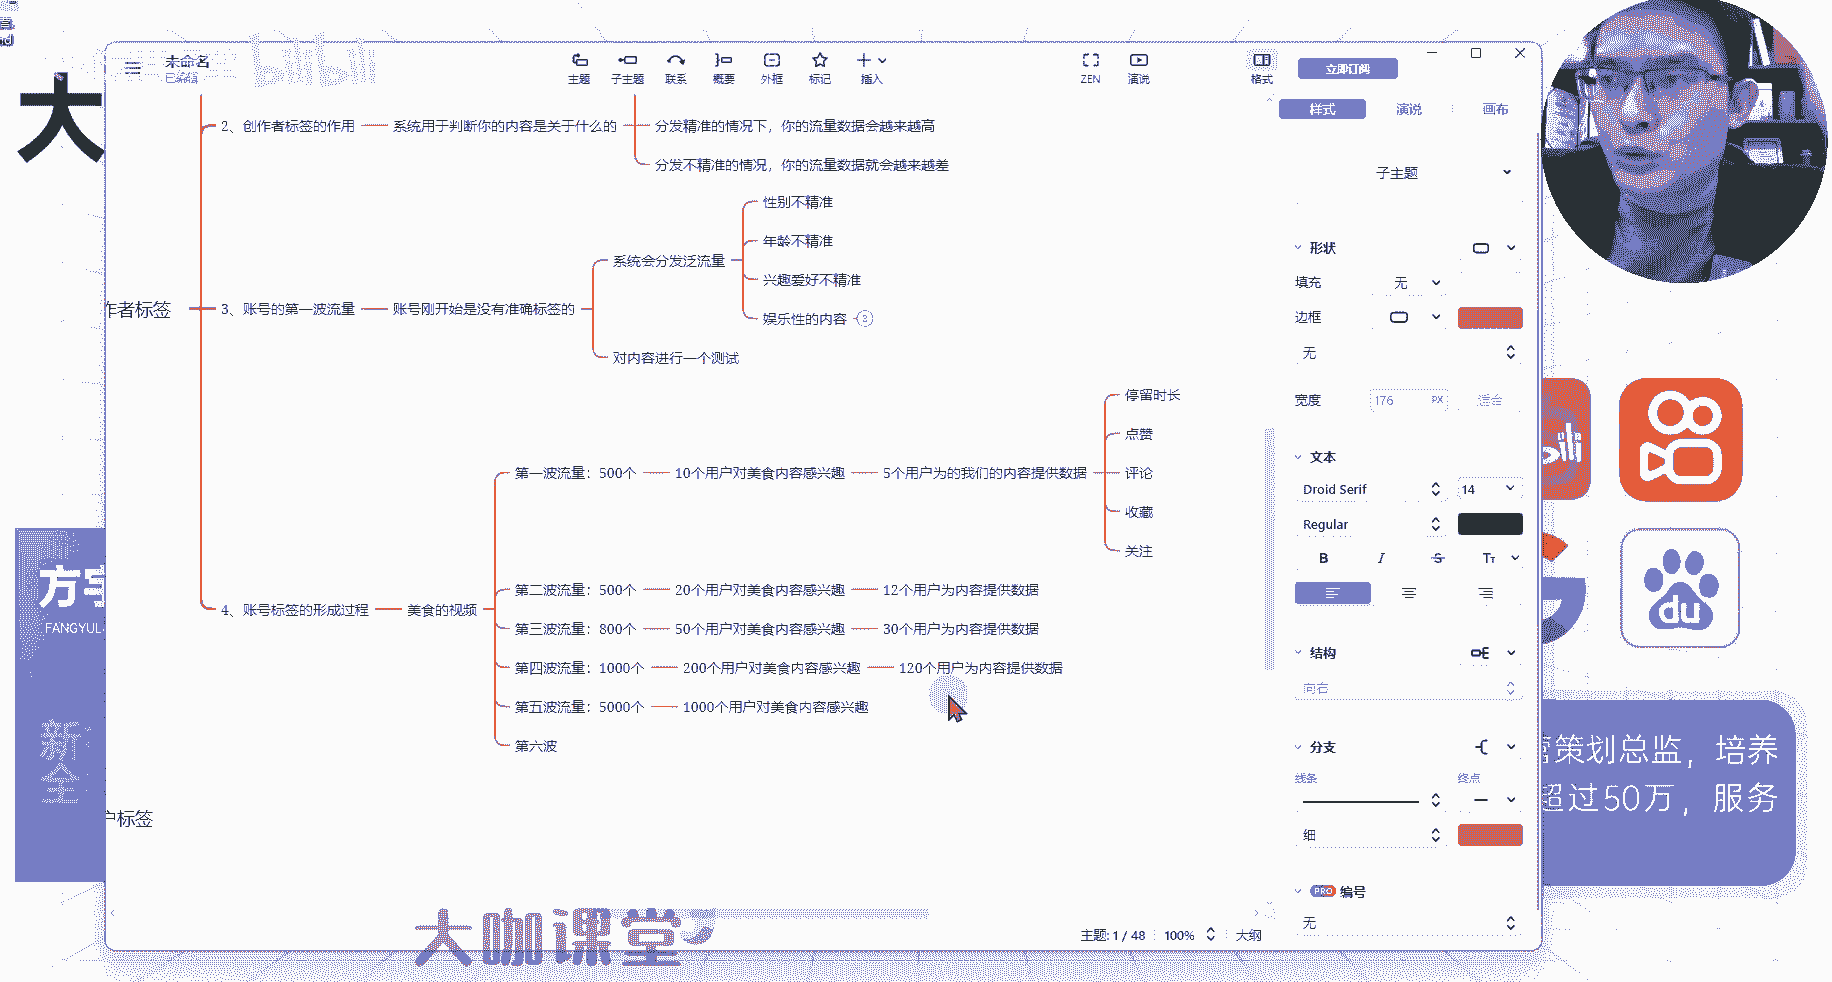 大
未命名
已编辑
bilibili
主题 子主题 联系 概要 外框 标记 插入 ZEN 演说 格式 立即订阅
样式 演说 画布
2、创作者标签的作用 系统用于判断你的内容是关于什么的 分发精准的情况下，你的流量数据会越来越高
分发不精准的情况，你的流量数据就会越来越差
作者标签
3、账号的第一波流量 账号刚开始是没有准确标签的
系统会分发泛流量
性别不精准
年龄不精准
兴趣爱好不精准
娱乐性的内容
对内容进行一个测试
4、账号标签的形成过程 美食的视频
第一波流量：500个 10个用户对美食内容感兴趣 5个用户为的我们的内容提供数据
停留时长
点赞
评论
收藏
关注
第二波流量：500个 20个用户对美食内容感兴趣 12个用户为内容提供数据
第三波流量：800个 50个用户对美食内容感兴趣 30个用户为内容提供数据
第四波流量：1000个 200个用户对美食内容感兴趣 120个用户为内容提供数据
第五波流量：5000个 1000个用户对美食内容感兴趣
第六波
户标签
子主题
形状
填充 无
边框
无
宽度 176 PX 适合
文本
Droid Serif 14
Regular
B I S Tт
结构
向右
分支
线条 终点
细
PRO 编号
无
主题: 1 / 48 100% 大纲
方宇
FANGYUL
新
全
大咖课堂
du
营策划总监，培养
超过50万，服务